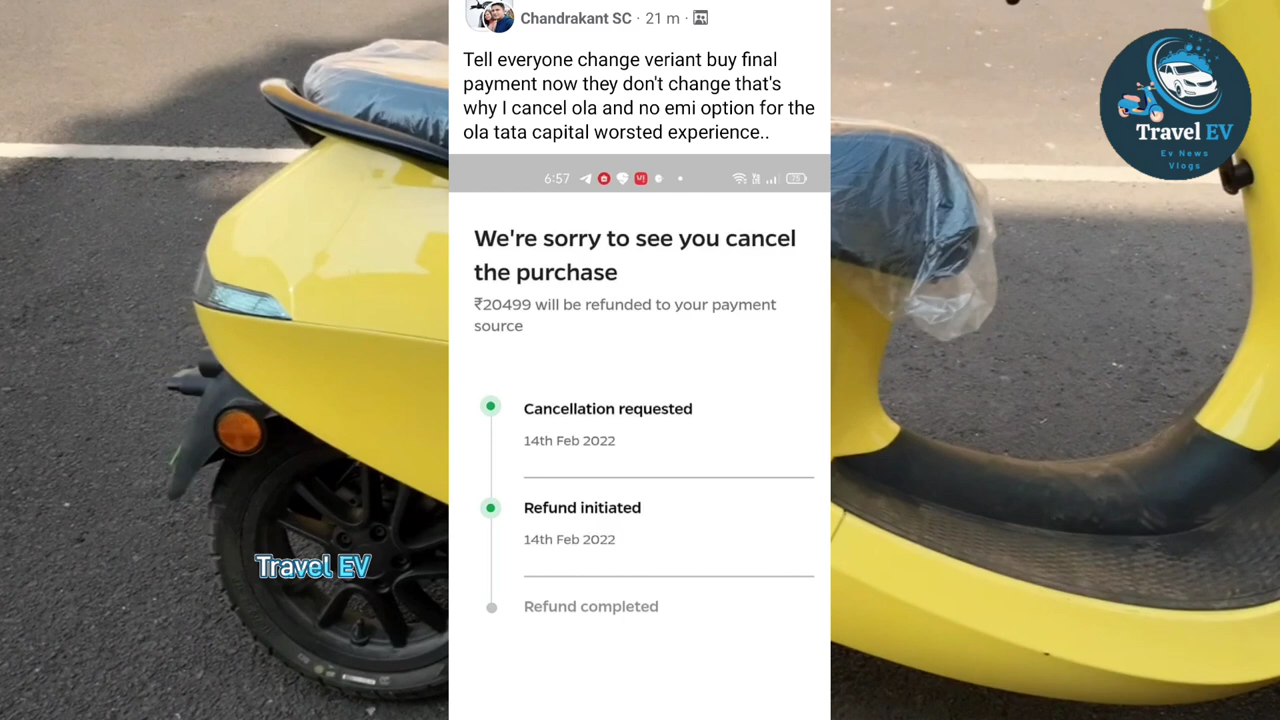 Chandrakant SC · 21 m ·
Tell everyone change veriant buy final
payment now they don't change that's
why I cancel ola and no emi option for the
ola tata capital worsted experience..
6:57
75
We're sorry to see you cancel
the purchase
₹20499 will be refunded to your payment
source
Cancellation requested
14th Feb 2022
Refund initiated
14th Feb 2022
Refund completed
Travel EV
Ev News
Vlogs
Travel EV